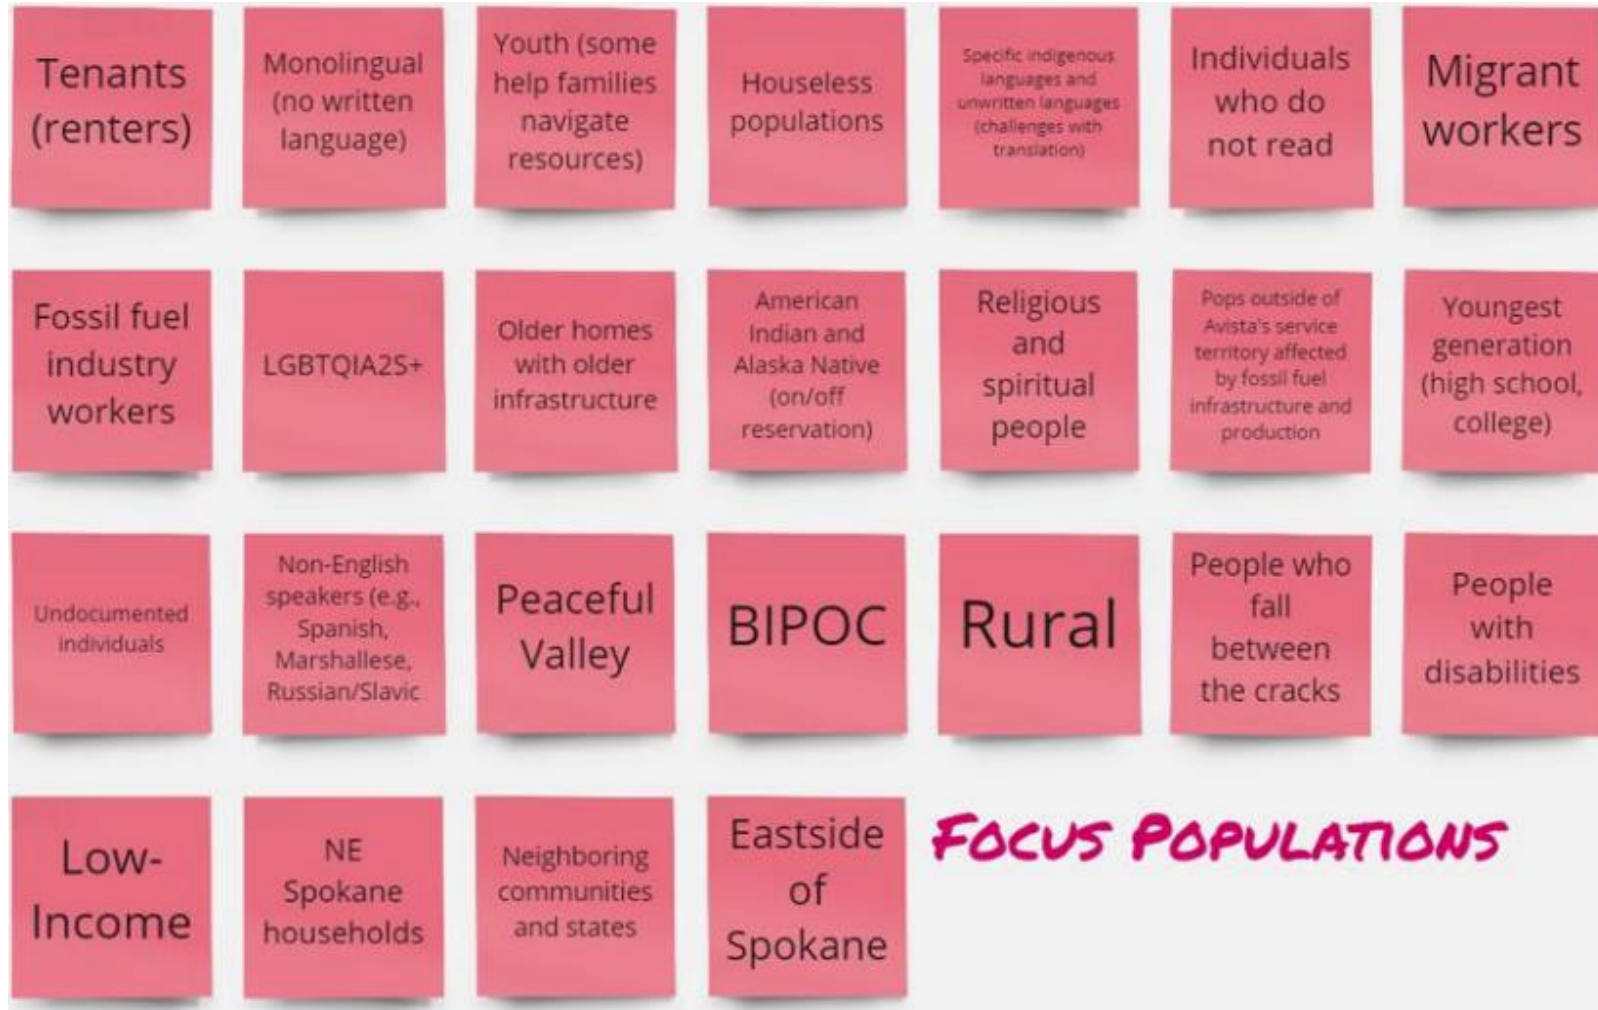 Tenants
(renters)
Monolingual
(no written
language)
Youth (some
help families
navigate
resources)
Houseless
populations
Specific indigenous
languages and
unwritten languages
(challenges with
translation)
Individuals
who do
not read
Migrant
workers
Fossil fuel
industry
workers
LGBTQIA2S+
Older homes
with older
infrastructure
American
Indian and
Alaska Native
(on/off
reservation)
Religious
and
spiritual
people
Pops outside of
Avista's service
territory affected
by fossil fuel
infrastructure and
production
Youngest
generation
(high school,
college)
Undocumented
individuals
Non-English
speakers (e.g.,
Spanish,
Marshallese,
Russian/Slavic
Peaceful
Valley
BIPOC
Rural
People who
fall
between
the cracks
People
with
disabilities
Low-
Income
NE
Spokane
households
Neighboring
communities
and states
Eastside
of
Spokane
FOCUS POPULATIONS